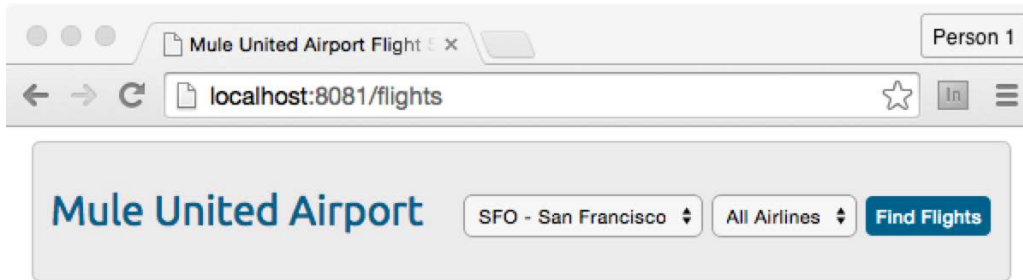 Mule United Airport Flight S
Person 1
localhost:8081/flights
In
Mule United Airport
SFO - San Francisco
All Airlines
Find Flights